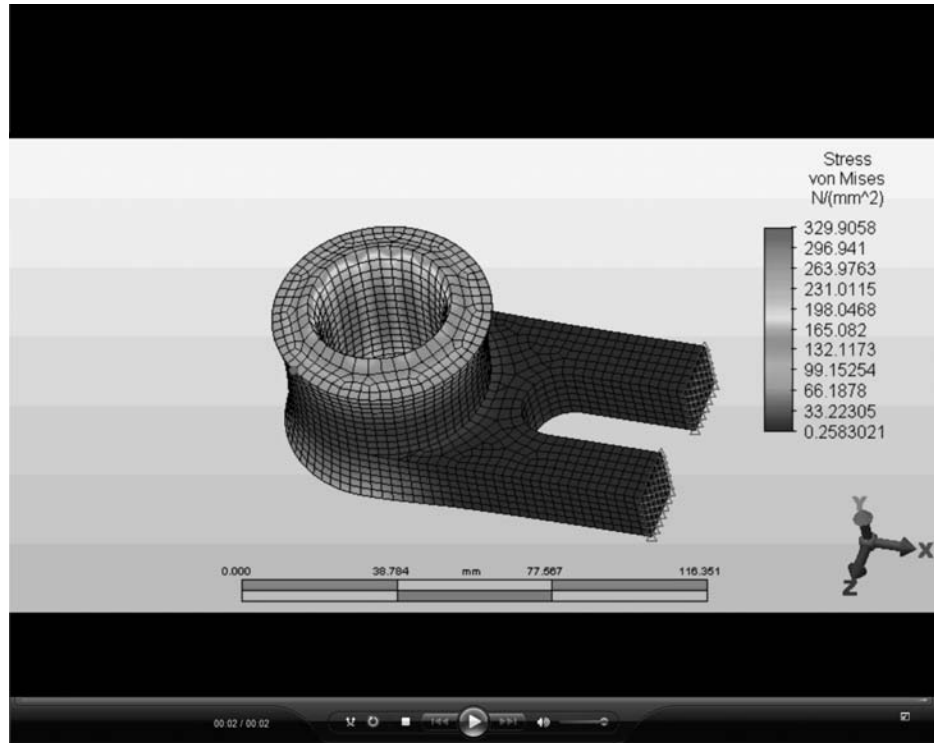 Stress
von Mises
N/(mm^2)
329.9058
296.941
263.9763
231.0115
198.0468
165.082
132.1173
99.15254
66.1878
33.22305
0.2583021
Y
X
Z
0.000 38.784 mm 77.567 116.351
00:02 / 00:02